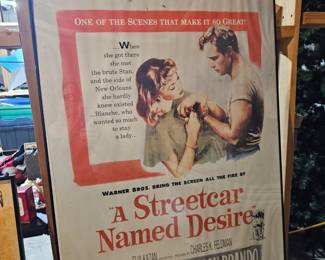 ONE OF THE SCENES THAT MAKE IT SO GREAT!
...When
she got there
she met
the brute Stan,
and the side of
New Orleans
she hardly
knew existed
...Blanche, who
wanted so much
to stay
a lady...
WARNER BROS. BRING THE SCREEN ALL THE FIRE OF
"A STREETCAR
NAMED DESIRE"
KAZAN CHARLES K. FELDMAN
BRANDO